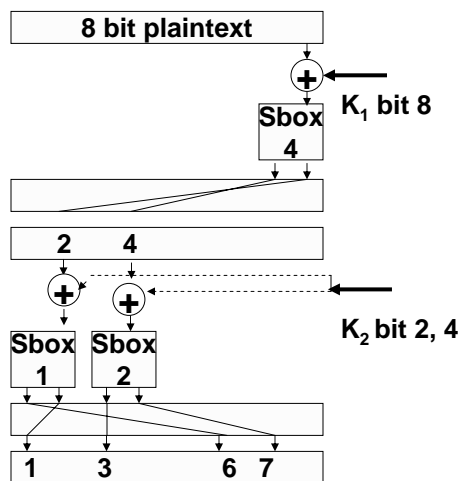 8 bit plaintext
+
K₁ bit 8
Sbox
4
2 4
+ +
K₂ bit 2, 4
Sbox Sbox
1 2
1 3 6 7